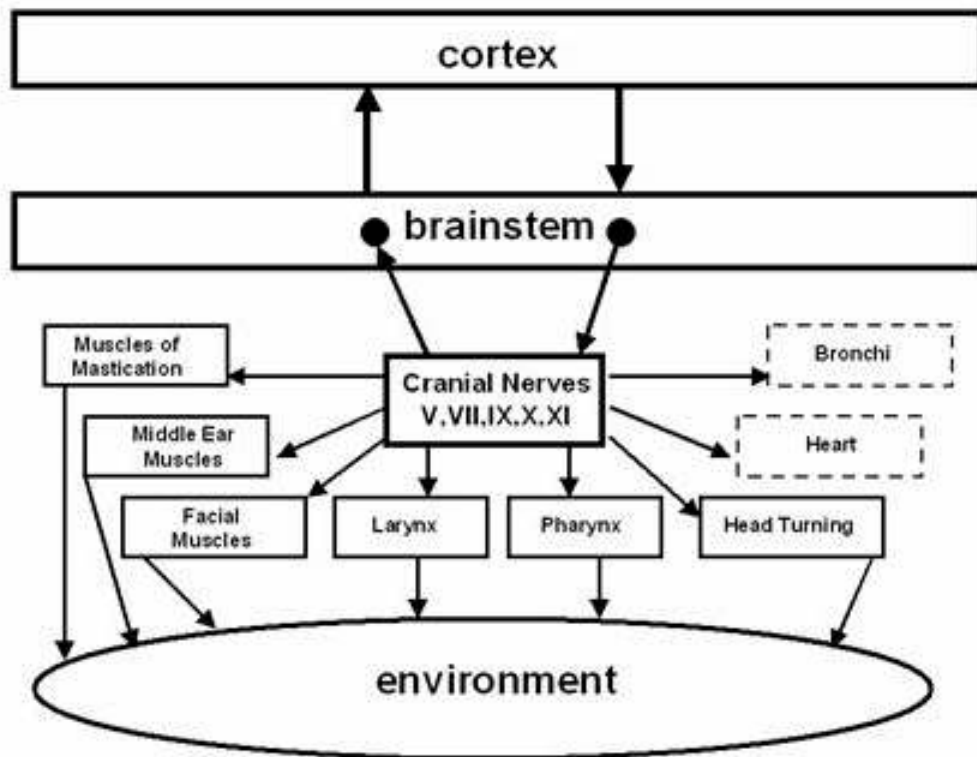 cortex
brainstem
Muscles of
Mastication
Cranial Nerves
V,VII,IX,X,XI
Bronchi
Middle Ear
Muscles
Heart
Facial
Muscles
Larynx
Pharynx
Head Turning
environment